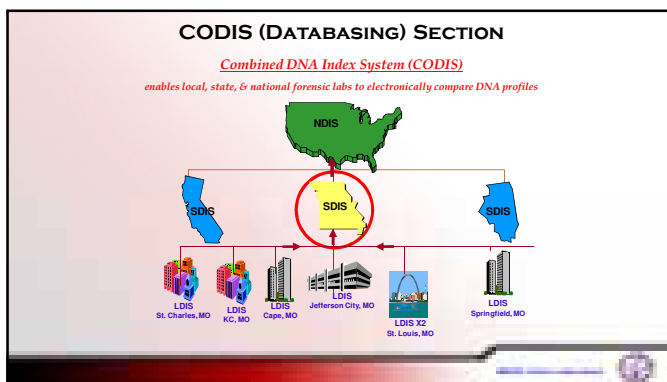 CODIS (Databasing) Section
Combined DNA Index System (CODIS)
enables local, state, & national forensic labs to electronically compare DNA profiles
NDIS
SDIS
SDIS
SDIS
LDIS
St. Charles, MO
LDIS
KC, MO
LDIS
Cape, MO
LDIS
Jefferson City, MO
LDIS X2
St. Louis, MO
LDIS
Springfield, MO